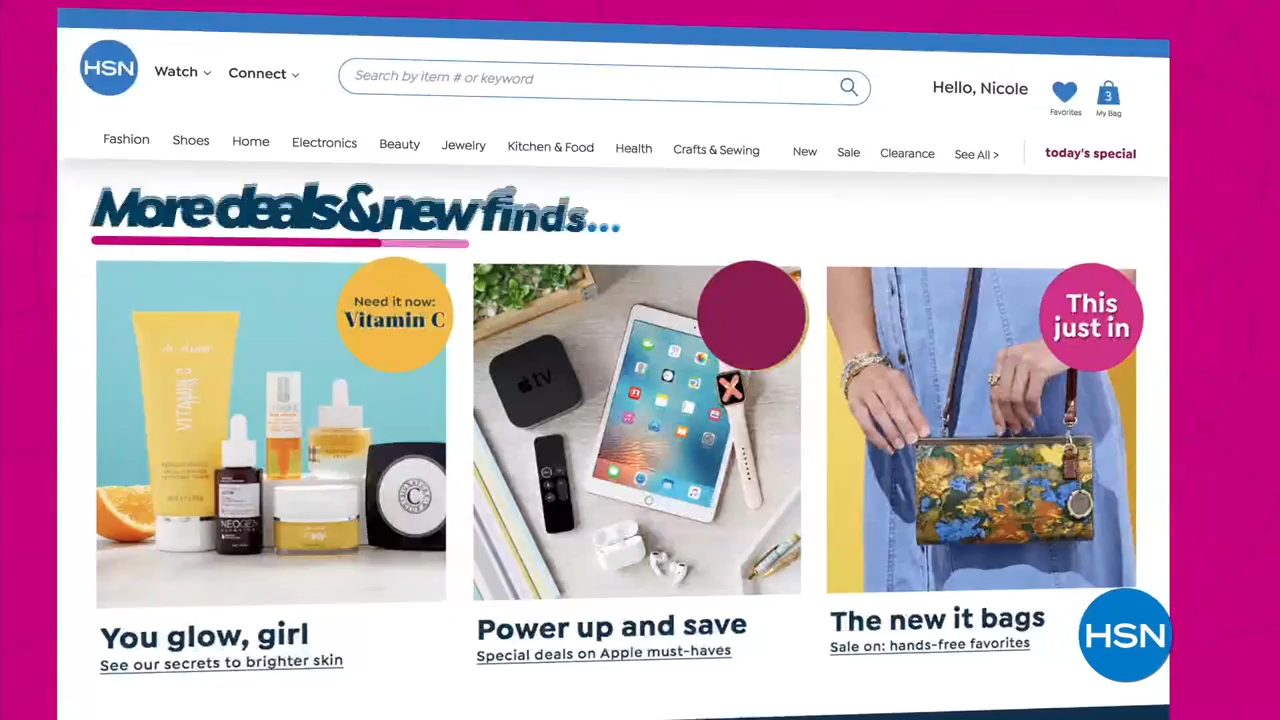 HSN
Watch
Connect
Search by item # or keyword
Hello, Nicole
3
Favorites
My Bag
Fashion
Shoes
Home
Electronics
Beauty
Jewelry
Kitchen & Food
Health
Crafts & Sewing
New
Sale
Clearance
See All >
today's special
More deals & new finds...
Need it now:
Vitamin C
VITAMIN C
NEOGEN
C
tv
This
just in
You glow, girl
See our secrets to brighter skin
Power up and save
Special deals on Apple must-haves
The new it bags
Sale on: hands-free favorites
HSN